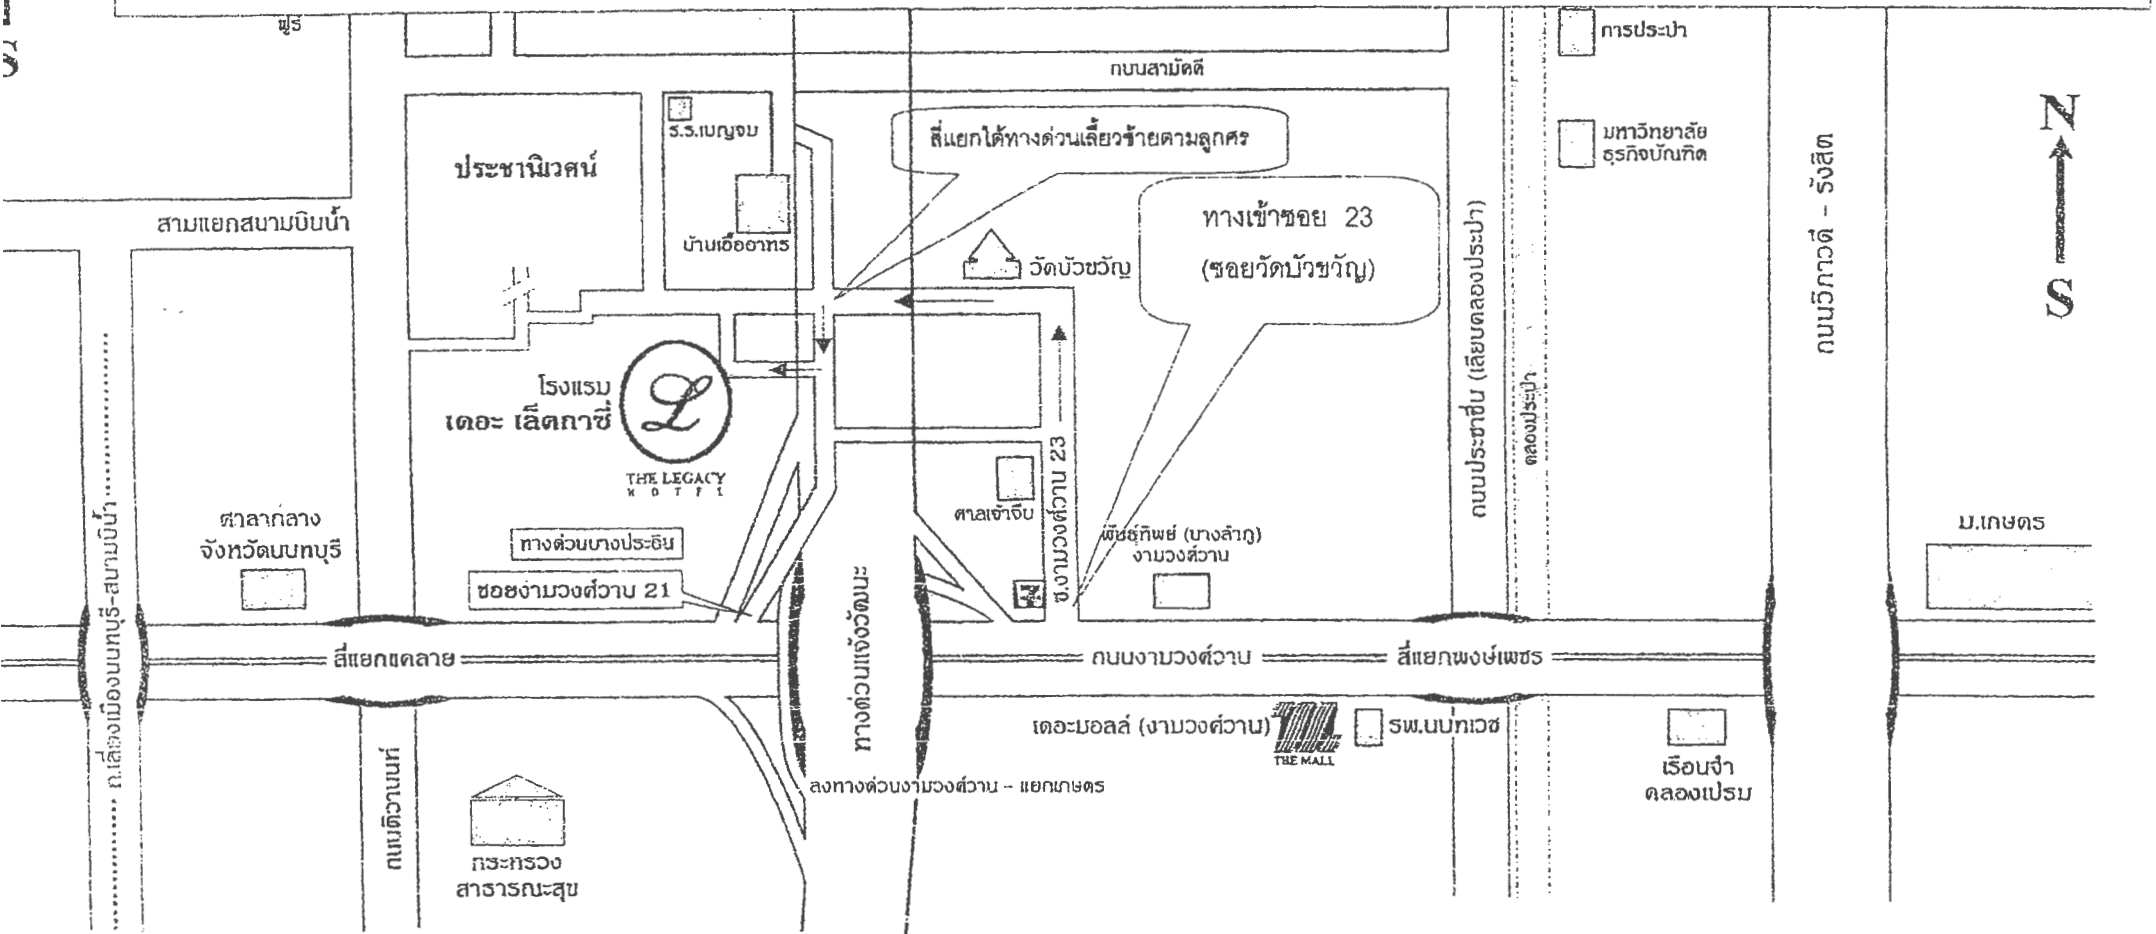 การประปา
ถนนสามัคคี
ร.ร.เบญจม
สี่แยกใต้ทางด่วนเลี้ยวซ้ายตามลูกศร
มหาวิทยาลัย
ธุรกิจบัณฑิต
N
ประชานิเวศน์
ทางเข้าซอย 23
(ซอยวัดบัวขวัญ)
สามแยกสนามบินน้ำ
บ้านเอื้ออาทร
วัดบัวขวัญ
ถนนประชาชื่น (เลียบคลองประปา)
คลองประปา
ถนนวิภาวดี - รังสิต
S
โรงแรม
เดอะ เล็คกาซี่
L
THE LEGACY
HOTEL
ซ.งามวงศ์วาน 23
ศาลากลาง
จังหวัดนนทบุรี
ศาลเจ้าจีน
พันธุ์ทิพย์ (บางลำภู)
งามวงศ์วาน
ม.เกษตร
ทางด่วนบางปะอิน
ซอยงามวงศ์วาน 21
ถ.เลี่ยงเมืองนนทบุรี-สนามบินน้ำ
สี่แยกแคลาย
ทางด่วนแจ้งวัฒนะ
ถนนงามวงศ์วาน
สี่แยกพงษ์เพชร
เดอะมอลล์ (งามวงศ์วาน)
THE MALL
รพ.นนทเวช
ลงทางด่วนงามวงศ์วาน - แยกเกษตร
เรือนจำ
คลองเปรม
ถนนติวานนท์
กระทรวง
สาธารณะสุข